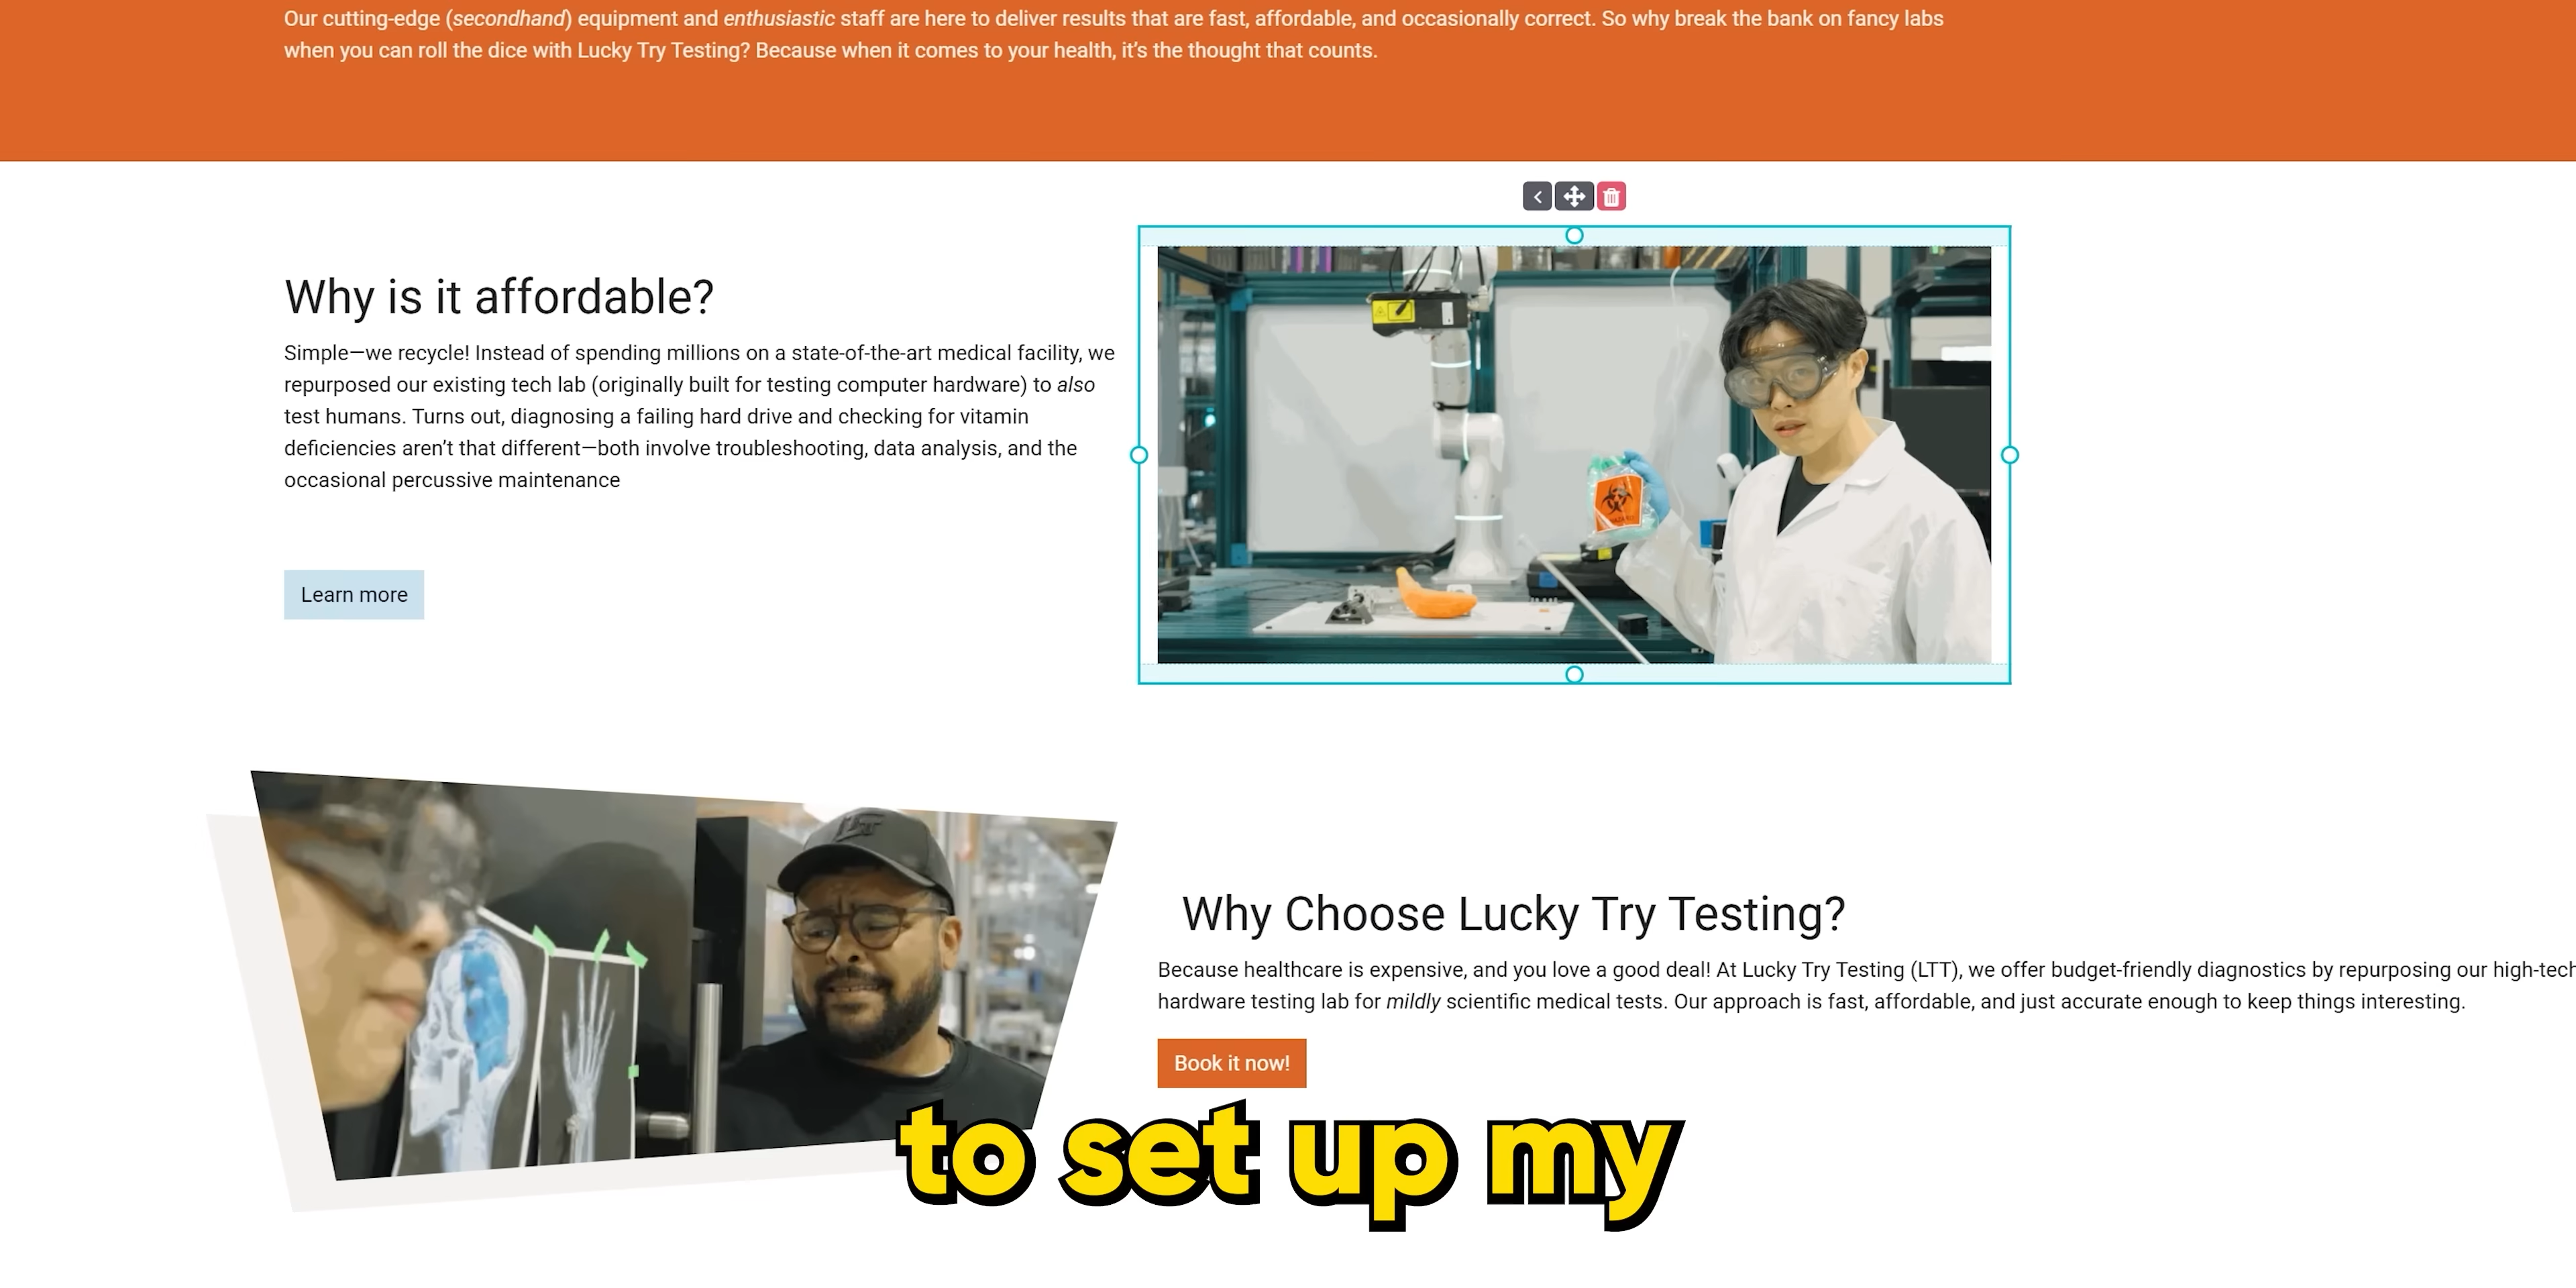 Our cutting-edge (secondhand) equipment and enthusiastic staff are here to deliver results that are fast, affordable, and occasionally correct. So why break the bank on fancy labs
when you can roll the dice with Lucky Try Testing? Because when it comes to your health, it's the thought that counts.
Why is it affordable?
Simple—we recycle! Instead of spending millions on a state-of-the-art medical facility, we
repurposed our existing tech lab (originally built for testing computer hardware) to also
test humans. Turns out, diagnosing a failing hard drive and checking for vitamin
deficiencies aren't that different—both involve troubleshooting, data analysis, and the
occasional percussive maintenance
Learn more
Why Choose Lucky Try Testing?
Because healthcare is expensive, and you love a good deal! At Lucky Try Testing (LTT), we offer budget-friendly diagnostics by repurposing our high-tech
hardware testing lab for mildly scientific medical tests. Our approach is fast, affordable, and just accurate enough to keep things interesting.
Book it now!
to set up my